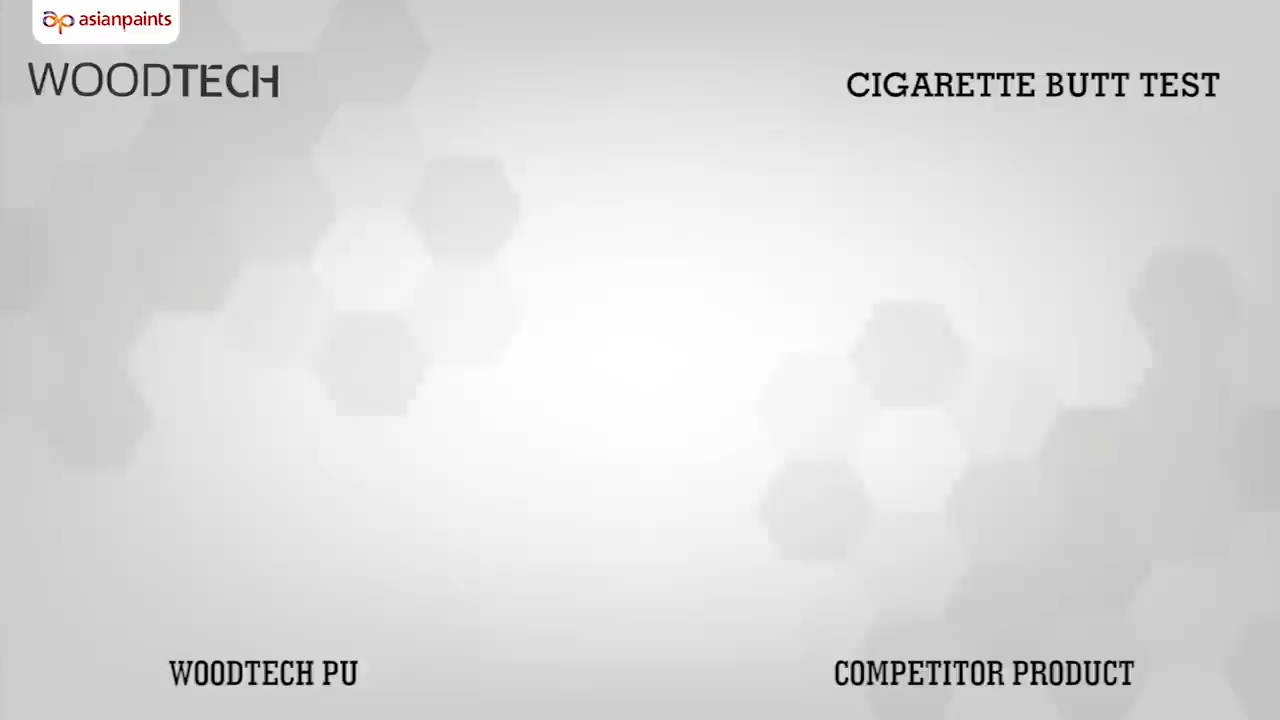 asianpaints
WOODTECH
CIGARETTE BUTT TEST
WOODTECH PU
COMPETITOR PRODUCT